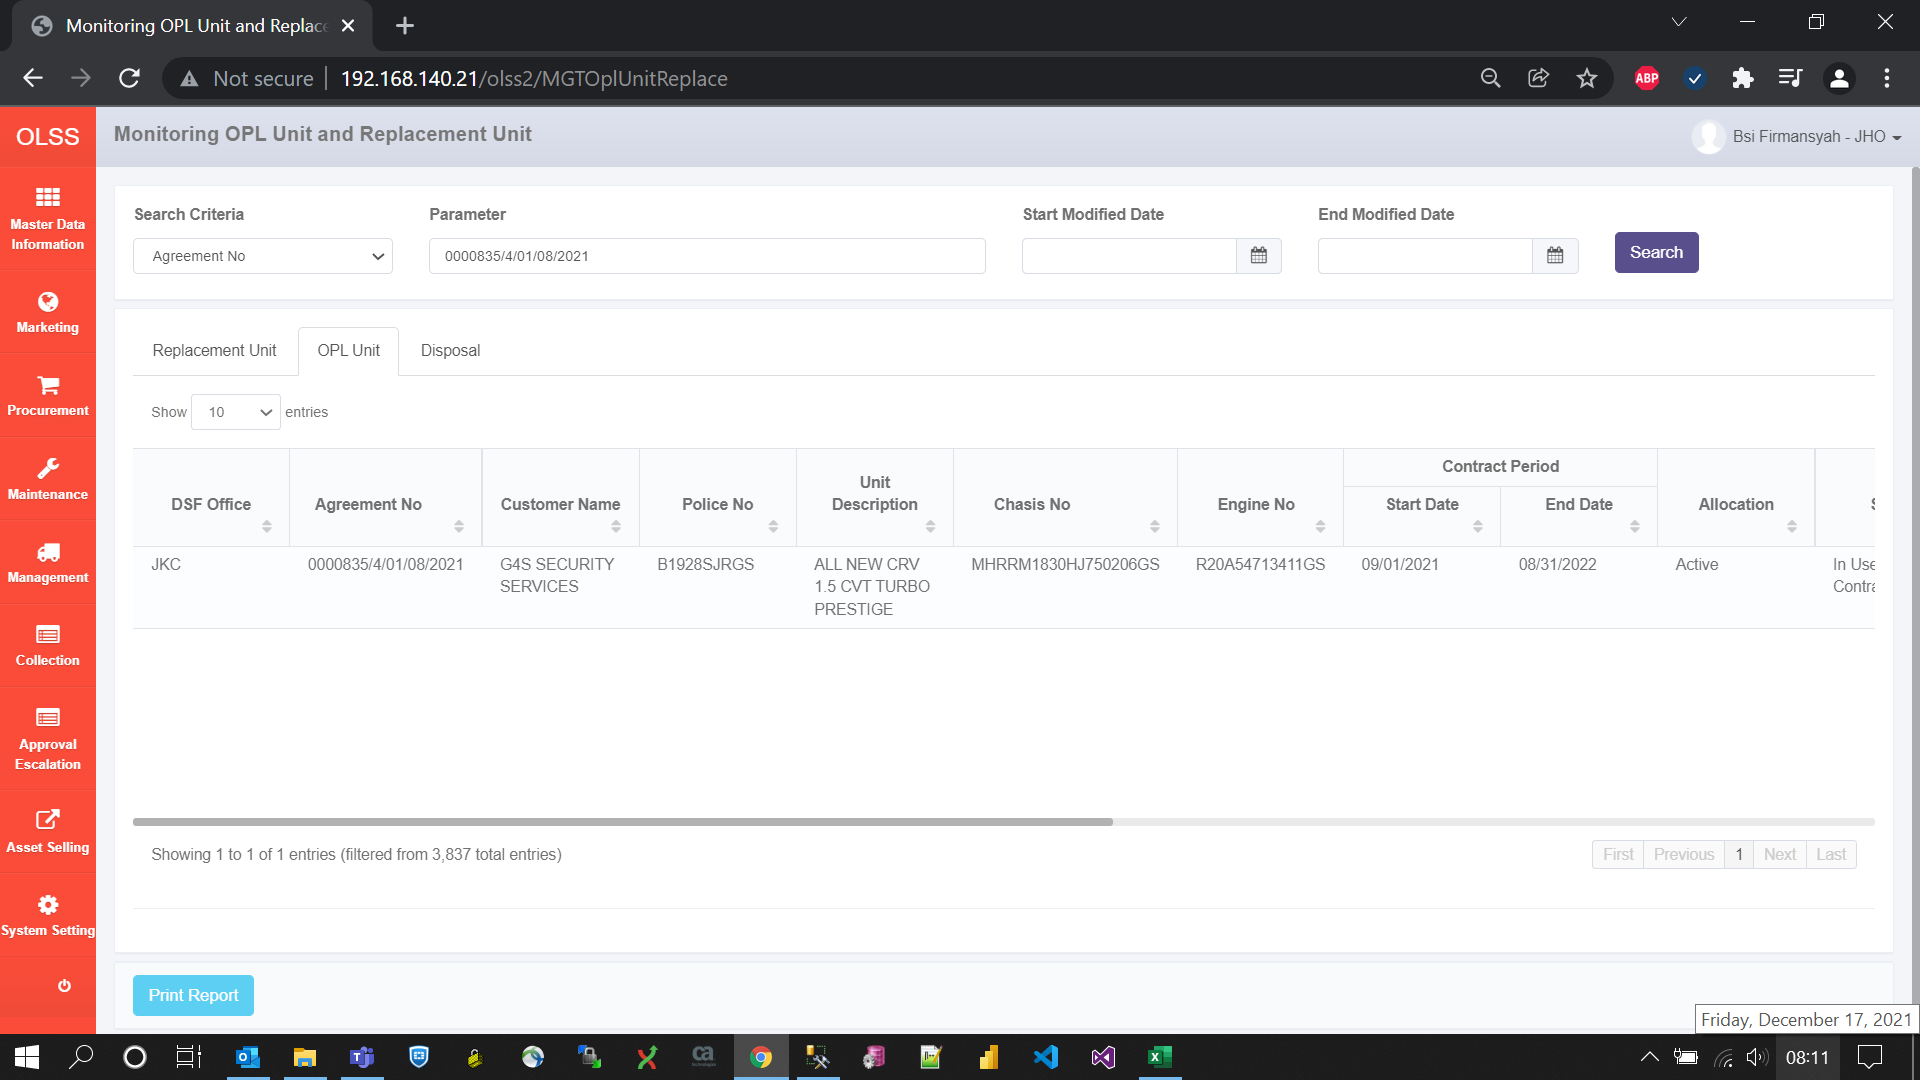 Monitoring OPL Unit and Replace
Not secure
192.168.140.21/olss2/MGTOplUnitReplace
ABP
OLSS
Monitoring OPL Unit and Replacement Unit
Bsi Firmansyah - JHO
Master Data
Information
Marketing
Procurement
Maintenance
Management
Collection
Approval
Escalation
Asset Selling
System Setting
Search Criteria
Parameter
Start Modified Date
End Modified Date
Agreement No
0000835/4/01/08/2021
Search
Replacement Unit
OPL Unit
Disposal
Show 10 entries
DSF Office
Agreement No
Customer Name
Police No
Unit
Description
Chasis No
Engine No
Contract Period
Start Date
End Date
Allocation
JKC
0000835/4/01/08/2021
G4S SECURITY
SERVICES
B1928SJRGS
ALL NEW CRV
1.5 CVT TURBO
PRESTIGE
MHRRM1830HJ750206GS
R20A54713411GS
09/01/2021
08/31/2022
Active
In Use
Contra
Showing 1 to 1 of 1 entries (filtered from 3,837 total entries)
First Previous 1 Next Last
Print Report
Friday, December 17, 2021
ca
08:11